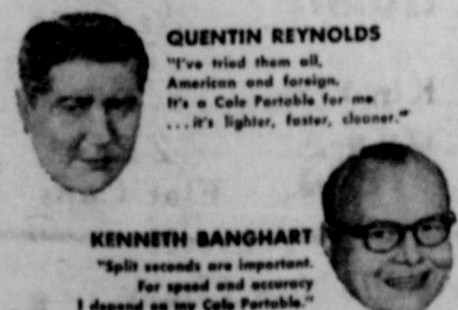 QUENTIN REYNOLDS
"I've tried them all,
American and foreign.
It's a Cole Portable for me
...it's lighter, faster, cleaner."
KENNETH BANGHART
"Split seconds are important.
For speed and accuracy
I depend on my Cole Portable."